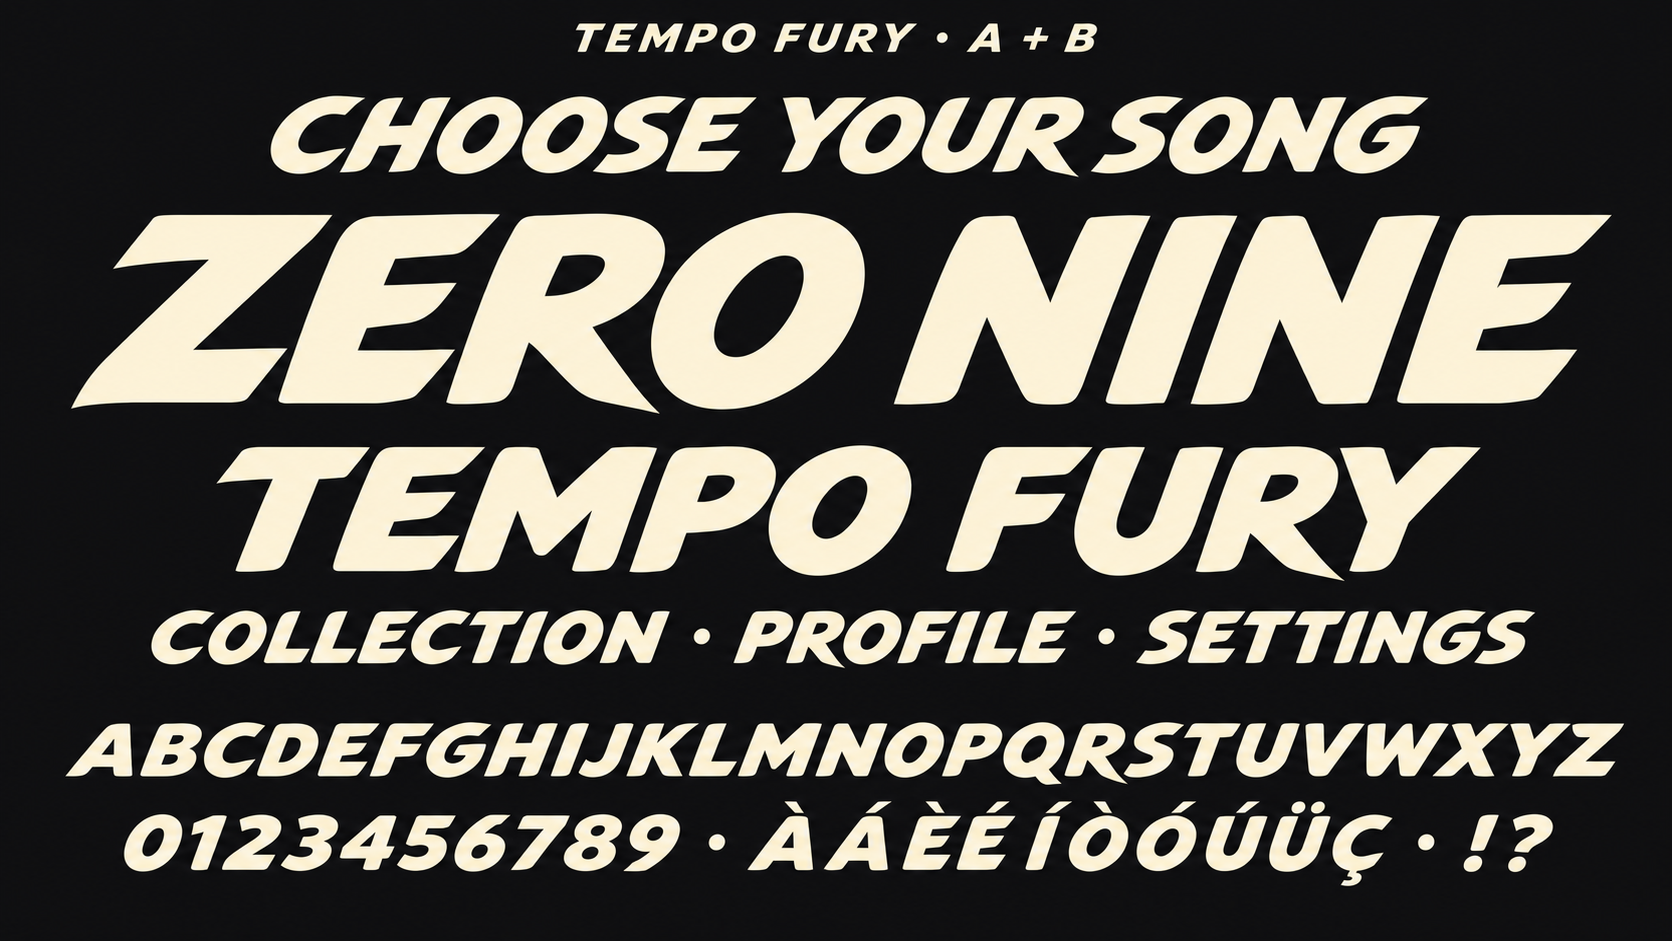 TEMPO FURY • A + B
CHOOSE YOUR SONG
ZERO NINE
TEMPO FURY
COLLECTION • PROFILE • SETTINGS
ABCDEFGHIJKLMNOPQRSTUVWXYZ
0123456789 • ÀÁÈÉÍÒÓÚÜÇ • !?